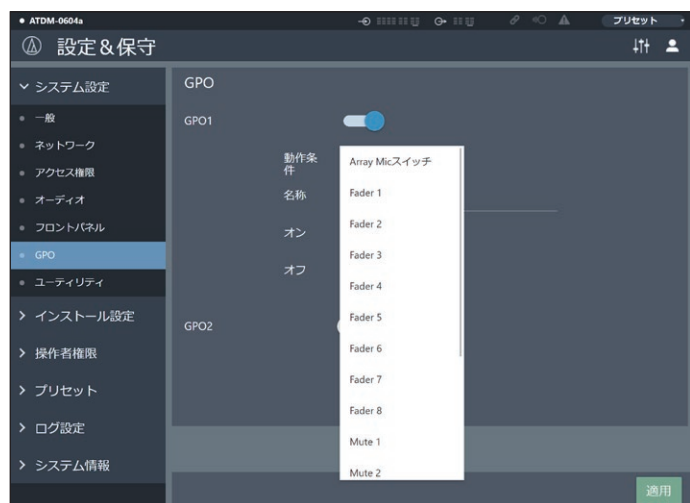 ATDM-0604a
プリセット
設定&保守
システム設定
一般
ネットワーク
アクセス権限
オーディオ
フロントパネル
GPO
ユーティリティ
インストール設定
操作者権限
プリセット
ログ設定
システム情報
GPO
GPO1
動作条
件
名称
オン
オフ
GPO2
Array Micスイッチ
Fader 1
Fader 2
Fader 3
Fader 4
Fader 5
Fader 6
Fader 7
Fader 8
Mute 1
Mute 2
適用